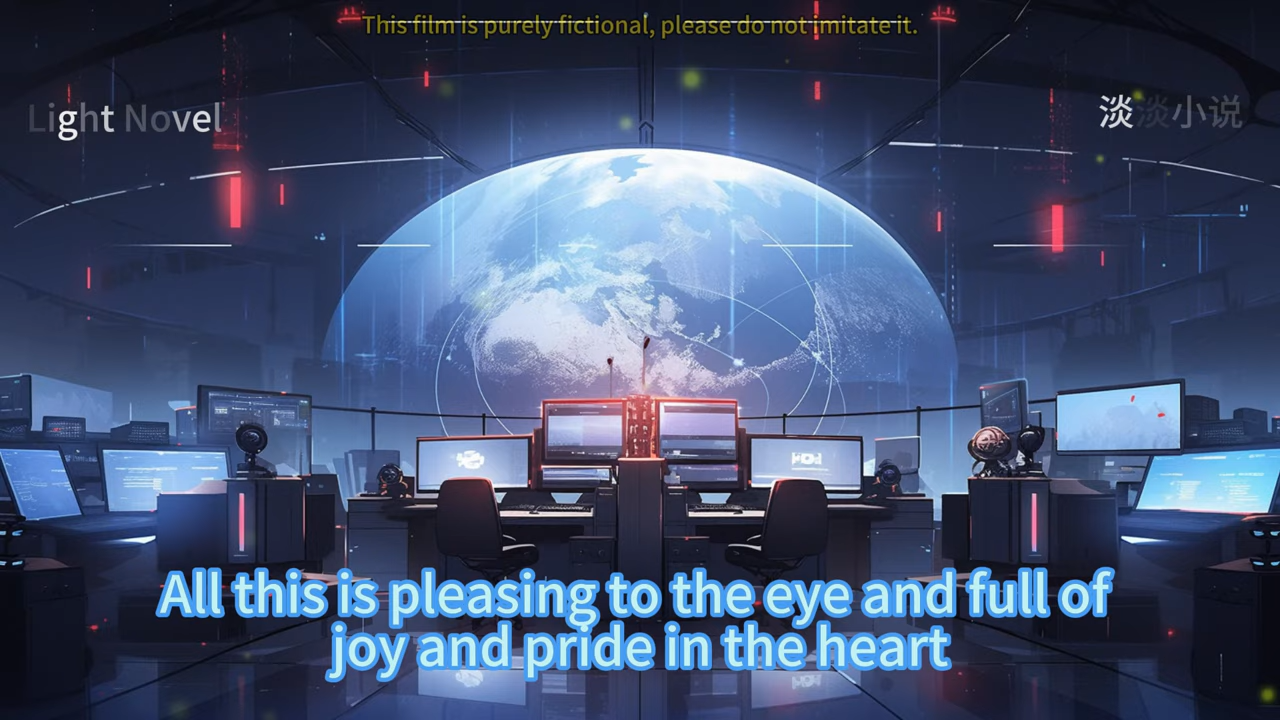 This film is purely fictional, please do not imitate it.
Light Novel
淡淡小说
All this is pleasing to the eye and full of
joy and pride in the heart